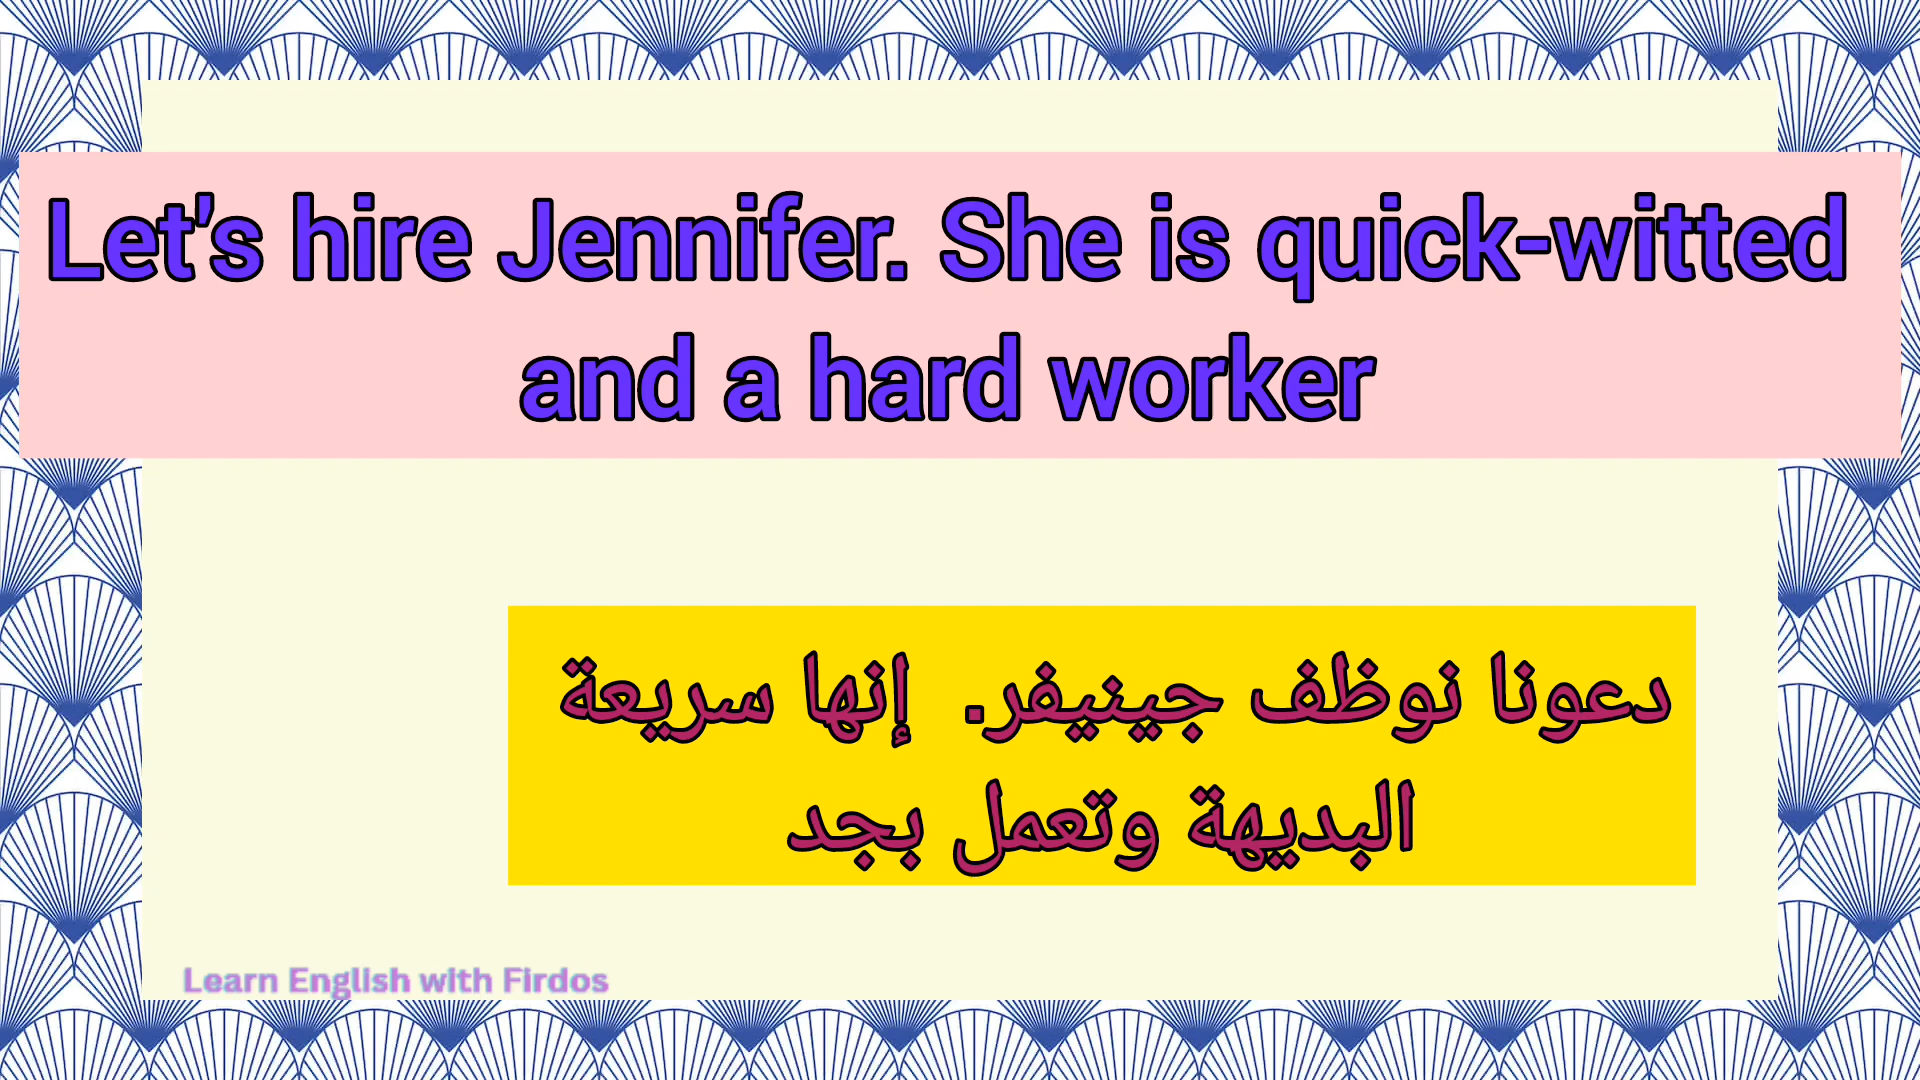 Let's hire Jennifer. She is quick-witted
and a hard worker
دعونا نوظف جينيفر. إنها سريعة
البديهة وتعمل بجد
Learn English with Firdos